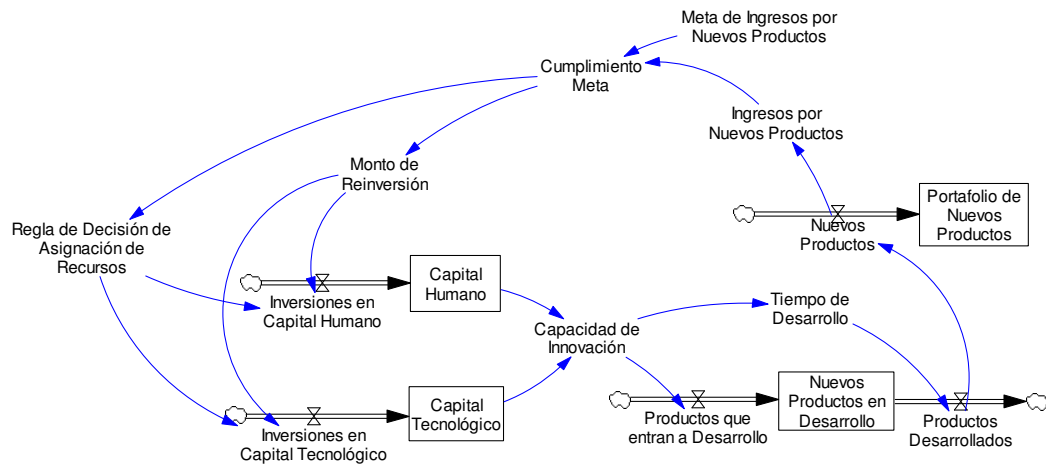 Meta de Ingresos por
Nuevos Productos
Cumplimiento
Meta
Ingresos por
Nuevos Productos
Monto de
Reinversión
Portafolio de
Nuevos
Productos
Nuevos
Productos
Regla de Decisión de
Asignación de
Recursos
Capital
Humano
Inversiones en
Capital Humano
Tiempo de
Desarrollo
Capacidad de
Innovación
Nuevos
Productos en
Desarrollo
Capital
Tecnológico
Productos que
entran a Desarrollo
Productos
Desarrollados
Inversiones en
Capital Tecnológico